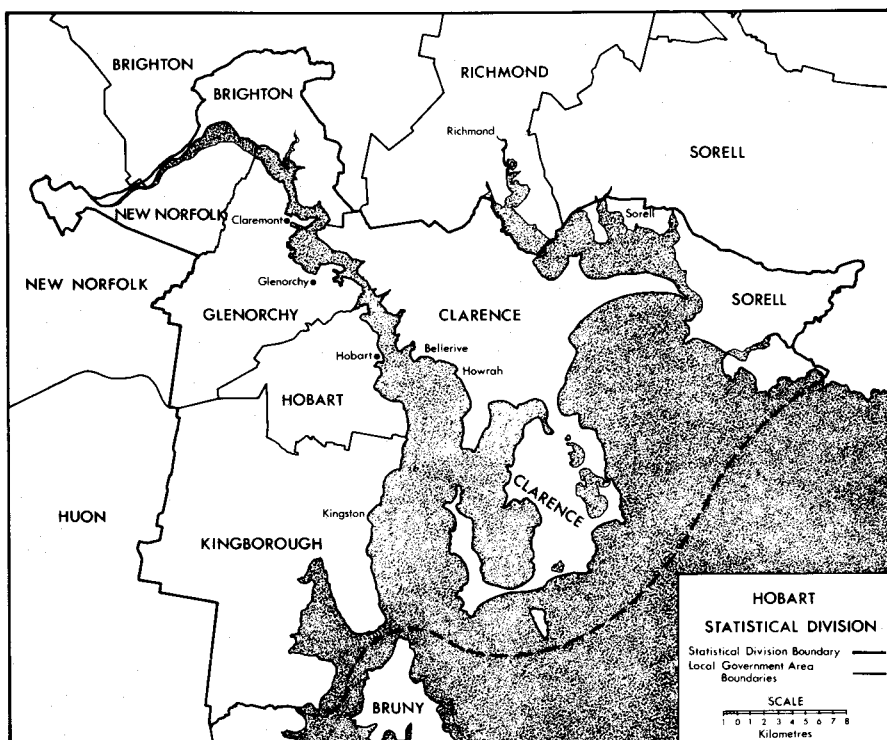 BRIGHTON
RICHMOND
BRIGHTON
Richmond
SORELL
NEW NORFOLK
Claremont
Sorell
NEW NORFOLK
Glenorchy
SORELL
GLENORCHY
CLARENCE
Hobart
Bellerive
Howrah
HOBART
CLARENCE
HUON
Kingston
KINGBOROUGH
BRUNY
HOBART
STATISTICAL DIVISION
Statistical Division Boundary
Local Government Area
Boundaries
SCALE
1 0 1 2 3 4 5 6 7 8
Kilometres